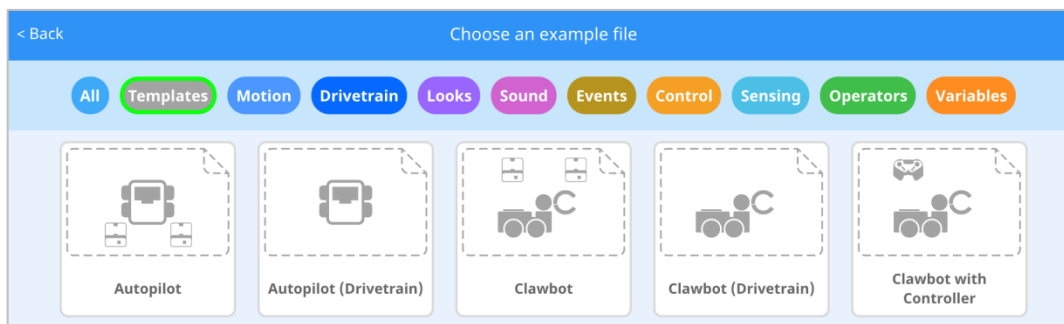 < Back
Choose an example file
All Templates Motion Drivetrain Looks Sound Events Control Sensing Operators Variables
Autopilot
Autopilot (Drivetrain)
Clawbot
Clawbot (Drivetrain)
Clawbot with
Controller